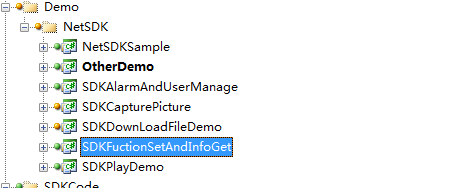 Demo
NetSDK
NetSDKSample
OtherDemo
SDKAlarmAndUserManage
SDKCapturePicture
SDKDownLoadFileDemo
SDKFuctionSetAndInfoGet
SDKPlayDemo
SDKCode